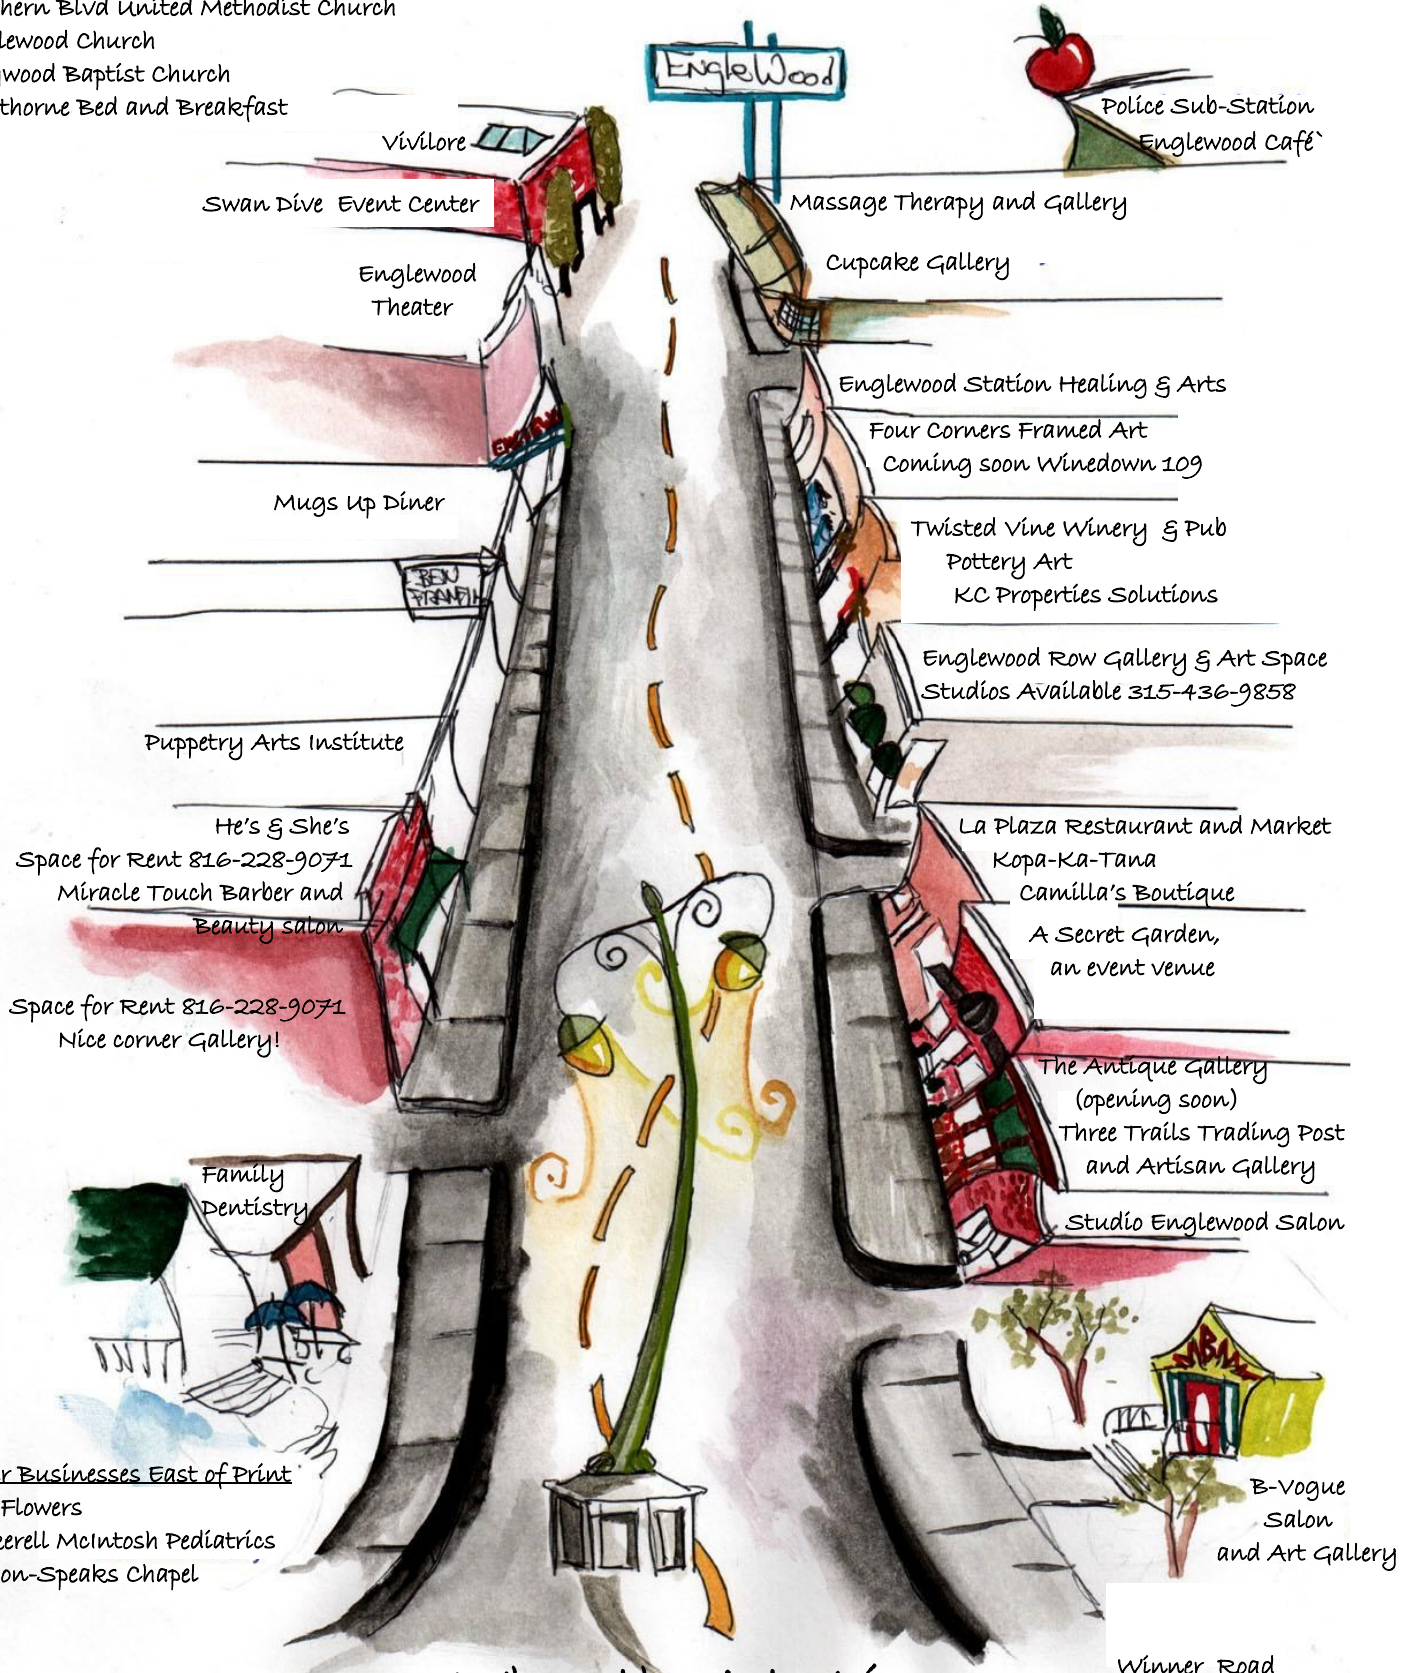 hern Blvd United Methodist Church
lewood Church
wood Baptist Church
thorne Bed and Breakfast
EngleWood
Police Sub-Station
Englewood Café`
Vivilore
Swan Dive Event Center
Massage Therapy and Gallery
Cupcake Gallery
Englewood
Theater
Englewood Station Healing & Arts
Four Corners Framed Art
Coming soon Winedown 109
Mugs Up Diner
Twisted Vine Winery & Pub
Pottery Art
KC Properties Solutions
BEN
Englewood Row Gallery & Art Space
Studios Available 315-436-9858
Puppetry Arts Institute
He's & She's
Space for Rent 816-228-9071
Miracle Touch Barber and
Beauty salon
La Plaza Restaurant and Market
Kopa-Ka-Tana
Camilla's Boutique
A Secret Garden,
an event venue
Space for Rent 816-228-9071
Nice corner Gallery!
The Antique Gallery
(opening soon)
Three Trails Trading Post
and Artisan Gallery
Family
Dentistry
Studio Englewood Salon
r Businesses East of Print
Flowers
erell McIntosh Pediatrics
on-Speaks Chapel
B-Vogue
Salon
and Art Gallery
Winner Road